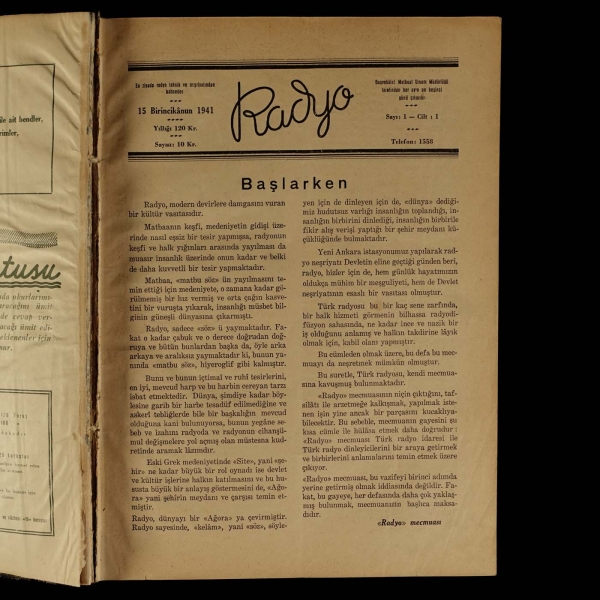 ile ait bendler,
rimler,
tusu
En ziyade radyo teknik ve neşriyatından
bahseder
15 Birincikânun 1941
Yıllığı 120 Kr.
Sayısı: 10 Kr.
Radyo
Başvekâlet Matbuat Umum Müdürlüğü
tarafından her ayın on beşinci
günü çıkarılır.
Sayı: 1 — Cilt : 1
Telefon: 1558
Başlarken
Radyo, modern devirlere damgasını vuran
bir kültür vasıtasıdır.
Matbaanın keşfi, medeniyetin gidişi üze-
rinde nasıl eşsiz bir tesir yapmışsa, radyonun
keşfi ve halk yığınları arasında yayılması da
muasır insanlık üzerinde onun kadar ve belki
de daha kuvvetli bir tesir yapmaktadır.
Matbaa, «matbu söz» ün yayılmasını te-
min ettiği için medeniyete, o zamana kadar gö-
rülmemiş bir hız vermiş ve orta çağın kasve-
tini bir vuruşta yıkarak, insanlığı müsbet bil-
ginin güneşli dünyasına çıkarmıştı.
Radyo, sadece «söz» ü yaymaktadır. Fa-
kat o kadar çabuk ve o derece doğrudan doğ-
ruya ve bütün bunlardan başka da, öyle arka
arkaya ve aralıksız yaymaktadır ki, bunun ya-
nında «matbu söz», hiyeroglif gibi kalmıştır.
Bunu ve bunun içtimaî ve ruhî tesirlerini,
en iyi, mevcud harp ve bu harbin cereyan tarzı
isbat etmektedir. Dünya, şimdiye kadar böy-
lesine garib bir harbe tesadüf edilmediğine ve
askerî tebliğlerde bile bir başkalığın mevcud
olduğuna kani bulunuyorsa, bunun yegâne se-
beb ve izahını radyoda ve radyonun cihanşü-
mul değişmelere yol açmış olan müstesna kud-
retinde aramak lâzımdır.
Eski Grek medeniyetinde «Site», yani «şe-
hir» ne kadar büyük bir rol oynadı ise devlet
ve kültür işlerine halkın katılmasını ve bu hu-
susta büyük bir anlayış göstermesini de, «Ago-
ra» yani şehrin meydanı ve çarşısı temin et-
miştir.
Radyo, dünyayı bir «Agora» ya çevirmiştir.
Radyo sayesinde, «kelâm», yani «söz», söyle-
yen için de dinleyen için de, «dünya» dediği-
miz hudutsuz varlığı insanlığın toplandığı, in-
sanlığın birbirini dinlediği, insanlığın birbirile
fikir alış verişi yaptığı bir şehir meydanı kü-
çüklüğünde bulmaktadır.
Yeni Ankara istasyonumuz yapılarak rad-
yo neşriyatı Devletin eline geçtiği günden beri,
radyo, bizler için de, hem günlük hayatımızın
oldukça mühim bir meşguliyeti, hem de Devlet
neşriyatının esaslı bir vasıtası olmuştur.
Türk radyosu bu bir kaç sene zarfında,
bir halk hizmeti görmenin bilhassa radyodi-
füzyon sahasında, ne kadar ince ve nazik bir
iş olduğunu anlamış ve halkın takdirine lâyık
olmak için, kabil olanı yapmıştır.
Bu cümleden olmak üzere, bu defa bu mec-
muayı da neşretmek mümkün olmuştur.
Bu suretle, Türk radyosu, kendi mecmua-
sına kavuşmuş bulunmaktadır.
«Radyo» mecmuasının niçin çıktığını, taf-
silâtı ile arzetmeğe kalkışmak, yapılmak iste-
nen işin yine ancak bir parçasını kucaklıya-
bilecektir. Bu sebeble, mecmuanın gayesini şu
kısa cümle ile hülâsa etmek daha doğrudur :
«Radyo» mecmuası Türk radyo idaresi ile
Türk radyo dinleyicilerini bir araya getirmek
ve birbirlerini anlamalarını temin etmek üzere
çıkıyor.
«Radyo» mecmuası, bu vazifeyi birinci adımda
yerine getirmiş olmak iddiasında değildir. Fa-
kat, bu gayeye, her defasında daha çok yaklaş-
mış bulunmak, mecmuamızın başlıca maksa-
dıdır.
«Radyo» mecmuası